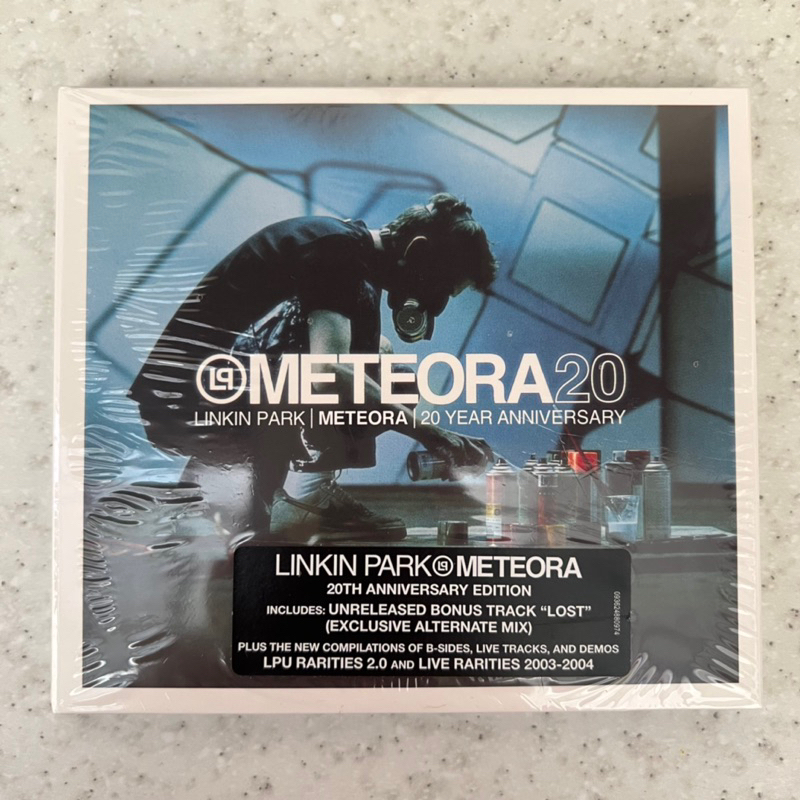 LP METEORA20
LINKIN PARK | METEORA | 20 YEAR ANNIVERSARY
LINKIN PARK LP METEORA
20TH ANNIVERSARY EDITION
INCLUDES: UNRELEASED BONUS TRACK “LOST”
(EXCLUSIVE ALTERNATE MIX)
PLUS THE NEW COMPILATIONS OF B-SIDES, LIVE TRACKS, AND DEMOS
LPU RARITIES 2.0 AND LIVE RARITIES 2003-2004